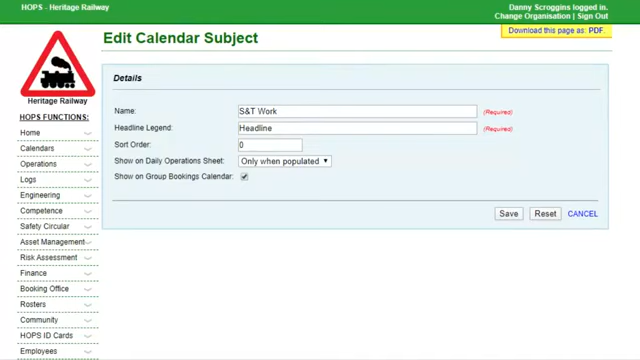 HOPS - Heritage Railway
Danny Scroggins logged in.
Change Organisation | Sign Out
Download this page as: PDF.
Edit Calendar Subject
Heritage Railway
HOPS FUNCTIONS:
Home
Calendars
Operations
Logs
Engineering
Competence
Safety Circular
Asset Management
Risk Assessment
Finance
Booking Office
Rosters
Community
HOPS ID Cards
Employees
Details
Name: S&T Work (Required)
Headline Legend: Headline (Required)
Sort Order: 0
Show on Daily Operations Sheet: Only when populated
Show on Group Bookings Calendar:
Save Reset CANCEL